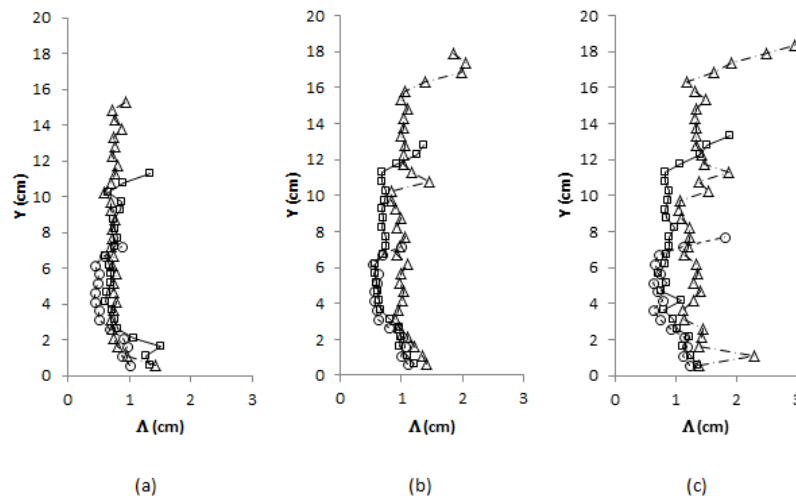 20 20 20
18 18 18
16 16 16
14 14 14
12 12 12
10 10 10
8 8 8
6 6 6
4 4 4
2 2 2
0 0 0
Y (cm) Y (cm) Y (cm)
0 1 2 3 0 1 2 3 0 1 2 3
Λ (cm) Λ (cm) Λ (cm)
(a) (b) (c)